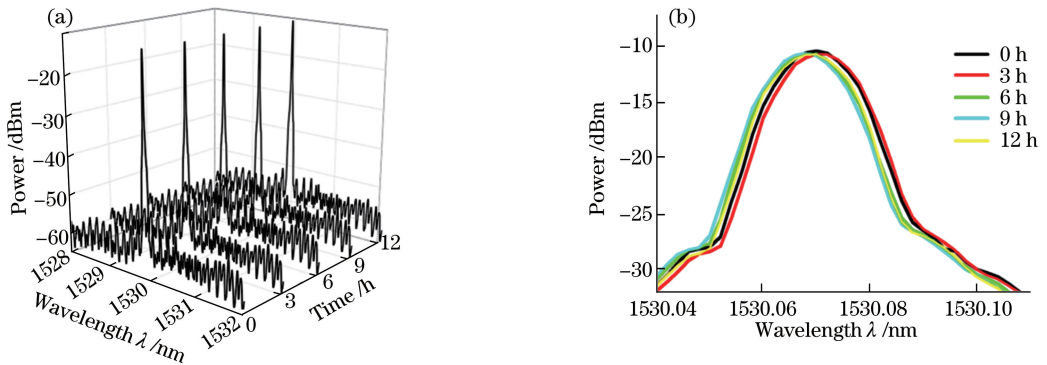 (a)
Power /dBm
−20
−30
−40
−50
−60
1528
1529
1530
1531
1532
Wavelength λ /nm
0
3
6
9
12
Time /h
(b)
Power /dBm
−10
−15
−20
−25
−30
1530.04
1530.06
1530.08
1530.10
Wavelength λ /nm
0 h
3 h
6 h
9 h
12 h